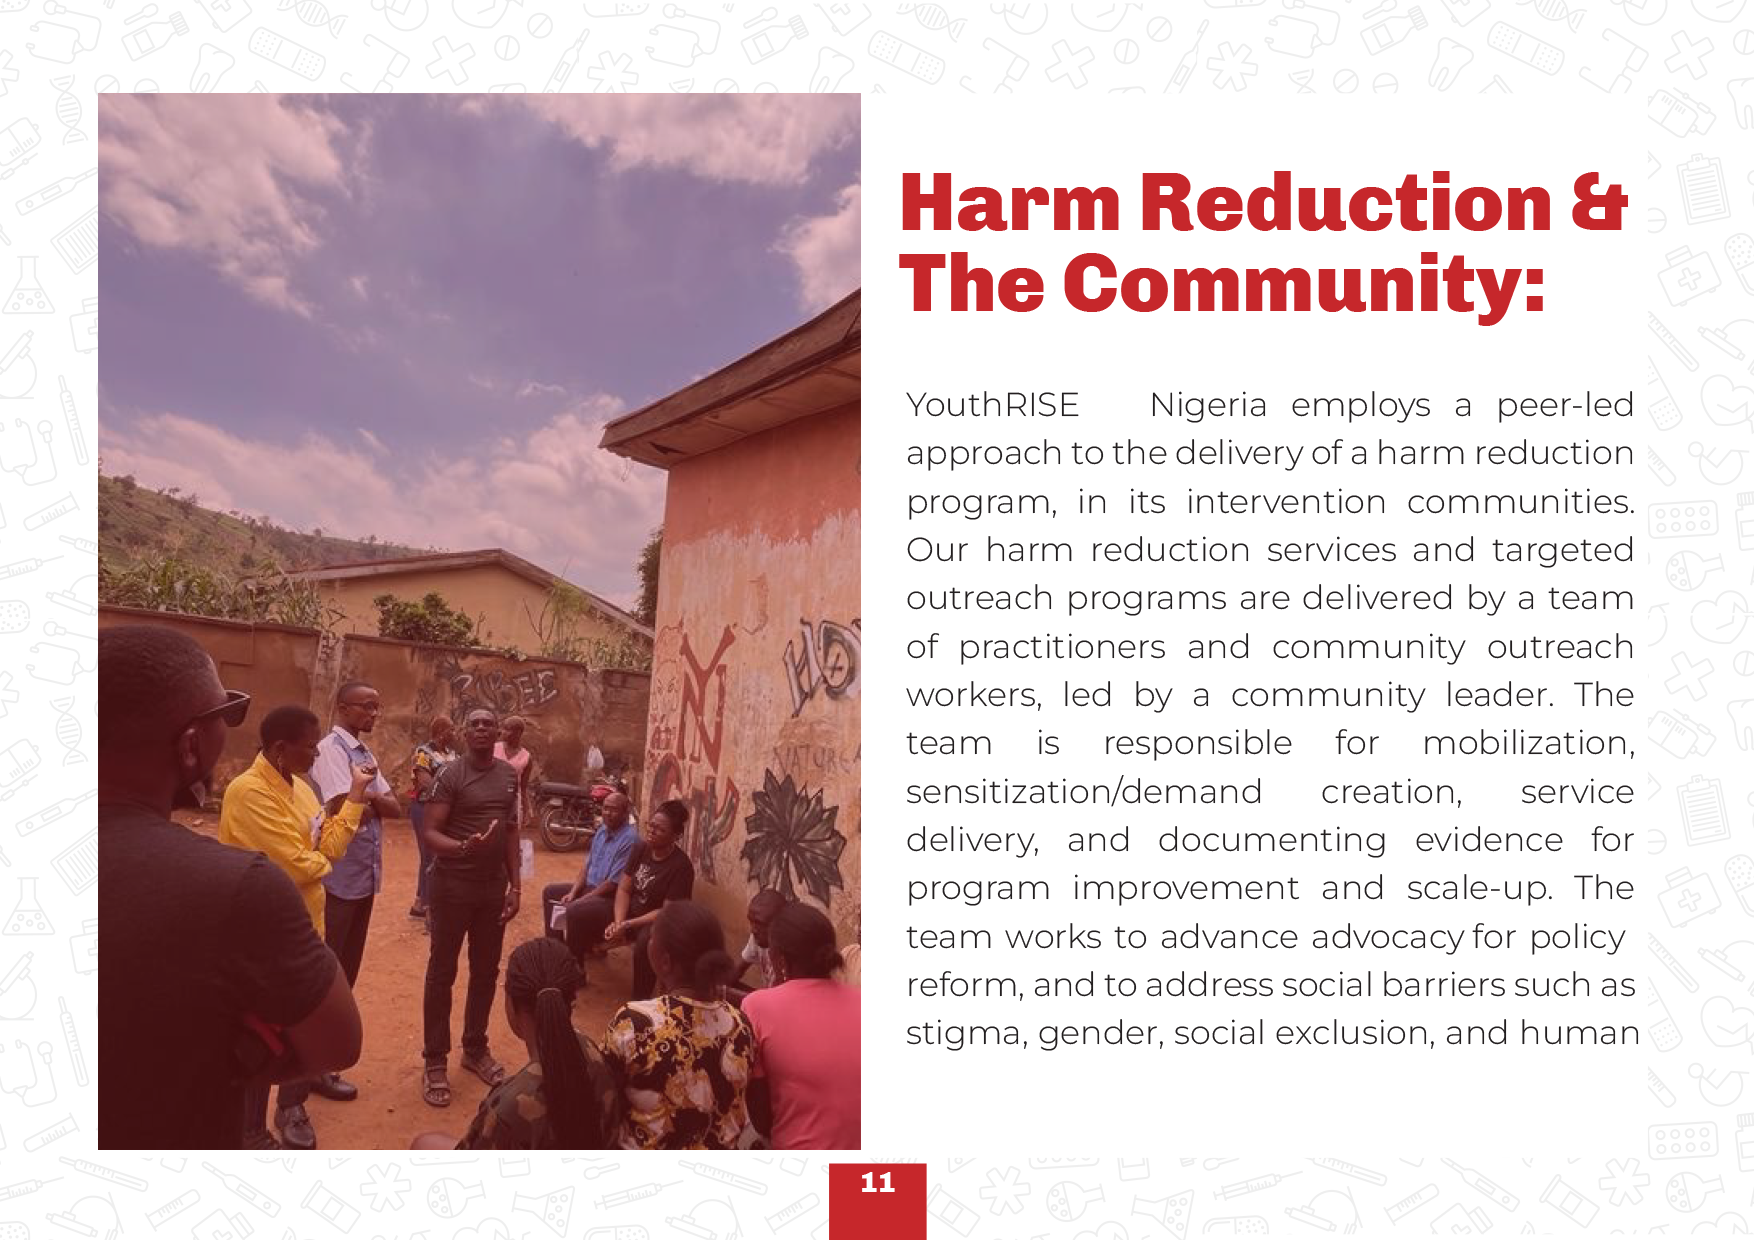 Harm Reduction &
The Community:
YouthRISE Nigeria employs a peer-led
approach to the delivery of a harm reduction
program, in its intervention communities.
Our harm reduction services and targeted
outreach programs are delivered by a team
of practitioners and community outreach
workers, led by a community leader. The
team is responsible for mobilization,
sensitization/demand creation, service
delivery, and documenting evidence for
program improvement and scale-up. The
team works to advance advocacy for policy
reform, and to address social barriers such as
stigma, gender, social exclusion, and human
NY
11